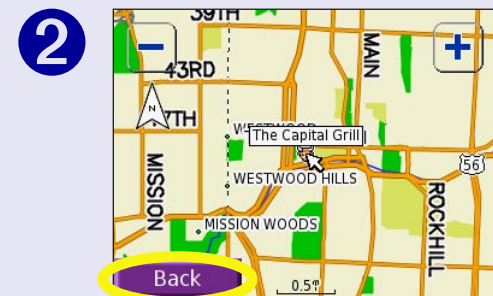 2
39TH
43RD
MAIN
N
7TH
WESTWOOD
The Capital Grill
56
WESTWOOD HILLS
MISSION
ROCKHILL
MISSION WOODS
Back
0.5